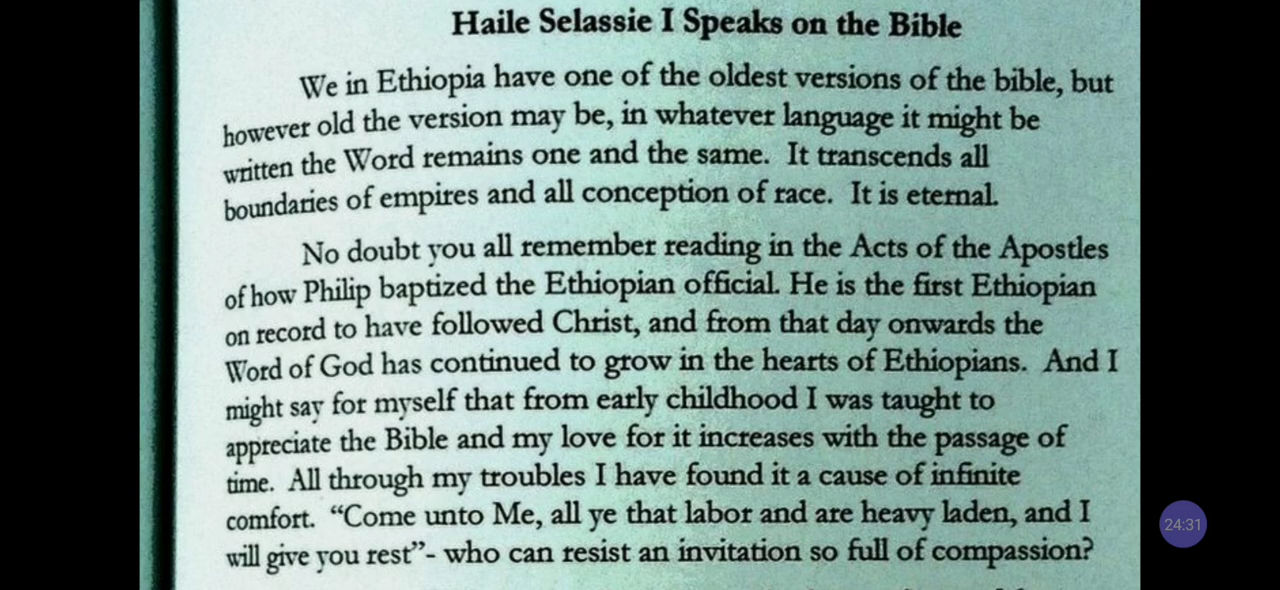 Haile Selassie I Speaks on the Bible
We in Ethiopia have one of the oldest versions of the bible, but
however old the version may be, in whatever language it might be
written the Word remains one and the same. It transcends all
boundaries of empires and all conception of race. It is eternal.
No doubt you all remember reading in the Acts of the Apostles
of how Philip baptized the Ethiopian official. He is the first Ethiopian
on record to have followed Christ, and from that day onwards the
Word of God has continued to grow in the hearts of Ethiopians. And I
might say for myself that from early childhood I was taught to
appreciate the Bible and my love for it increases with the passage of
time. All through my troubles I have found it a cause of infinite
comfort. “Come unto Me, all ye that labor and are heavy laden, and I
will give you rest”- who can resist an invitation so full of compassion?
24:31